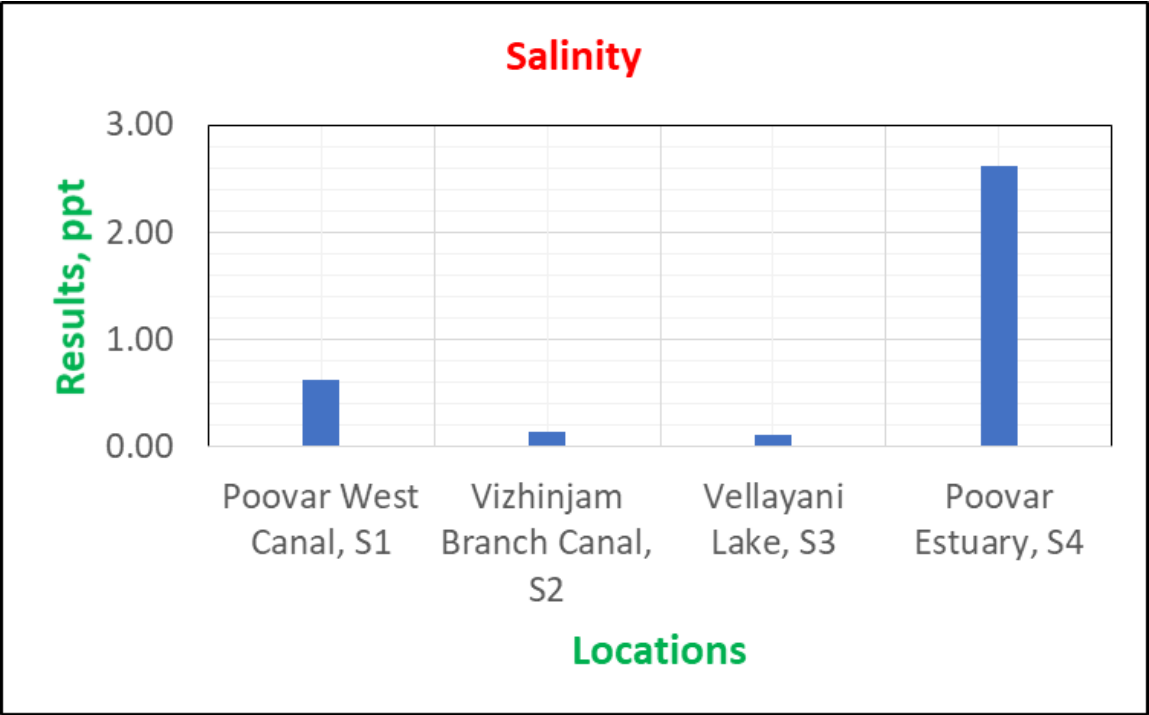 Salinity
Results, ppt
3.00
2.00
1.00
0.00
Poovar West
Canal, S1
Vizhinjam
Branch Canal,
S2
Vellayani
Lake, S3
Poovar
Estuary, S4
Locations